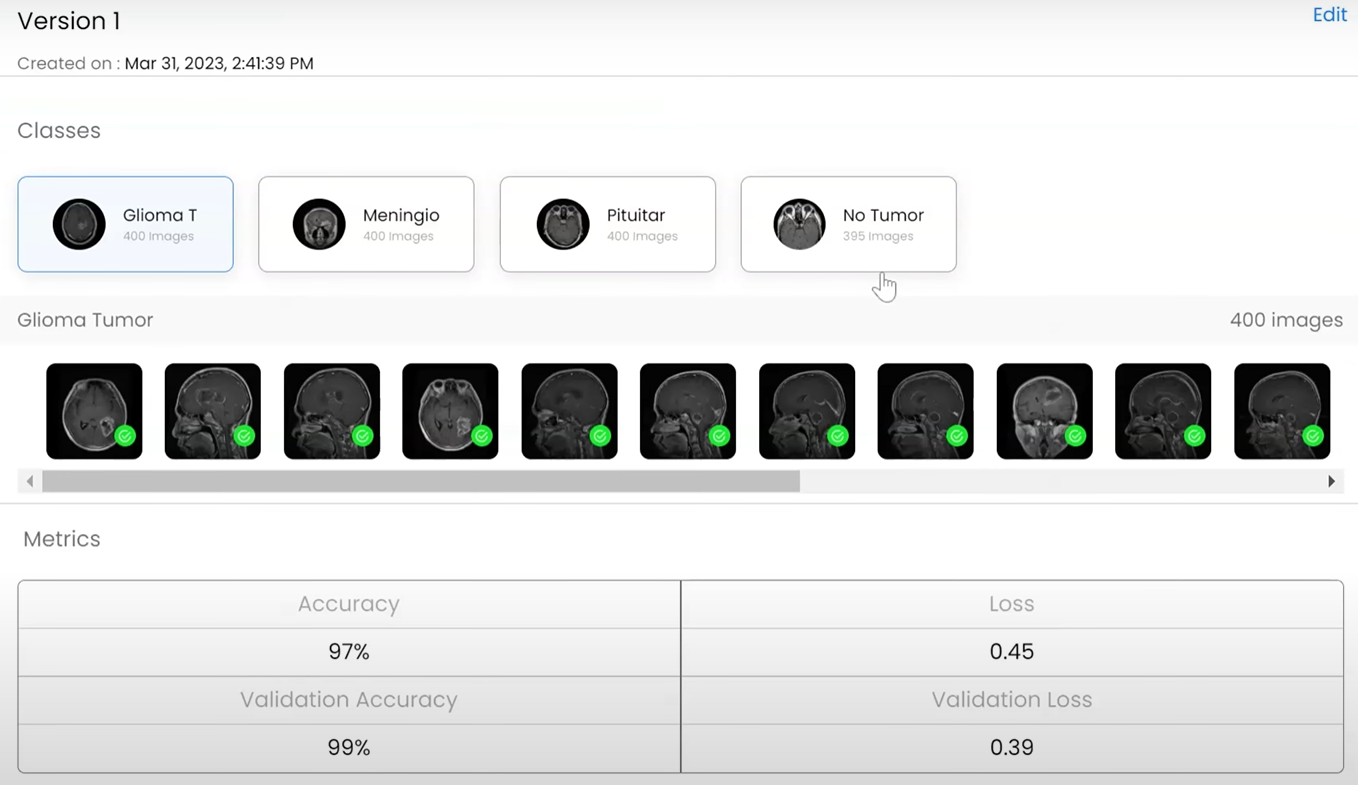 Version 1
Edit
Created on : Mar 31, 2023, 2:41:39 PM
Classes
Glioma T
400 Images
Meningio
400 Images
Pituitar
400 Images
No Tumor
395 Images
Glioma Tumor
400 images
Metrics
Accuracy
Loss
97%
0.45
Validation Accuracy
Validation Loss
99%
0.39